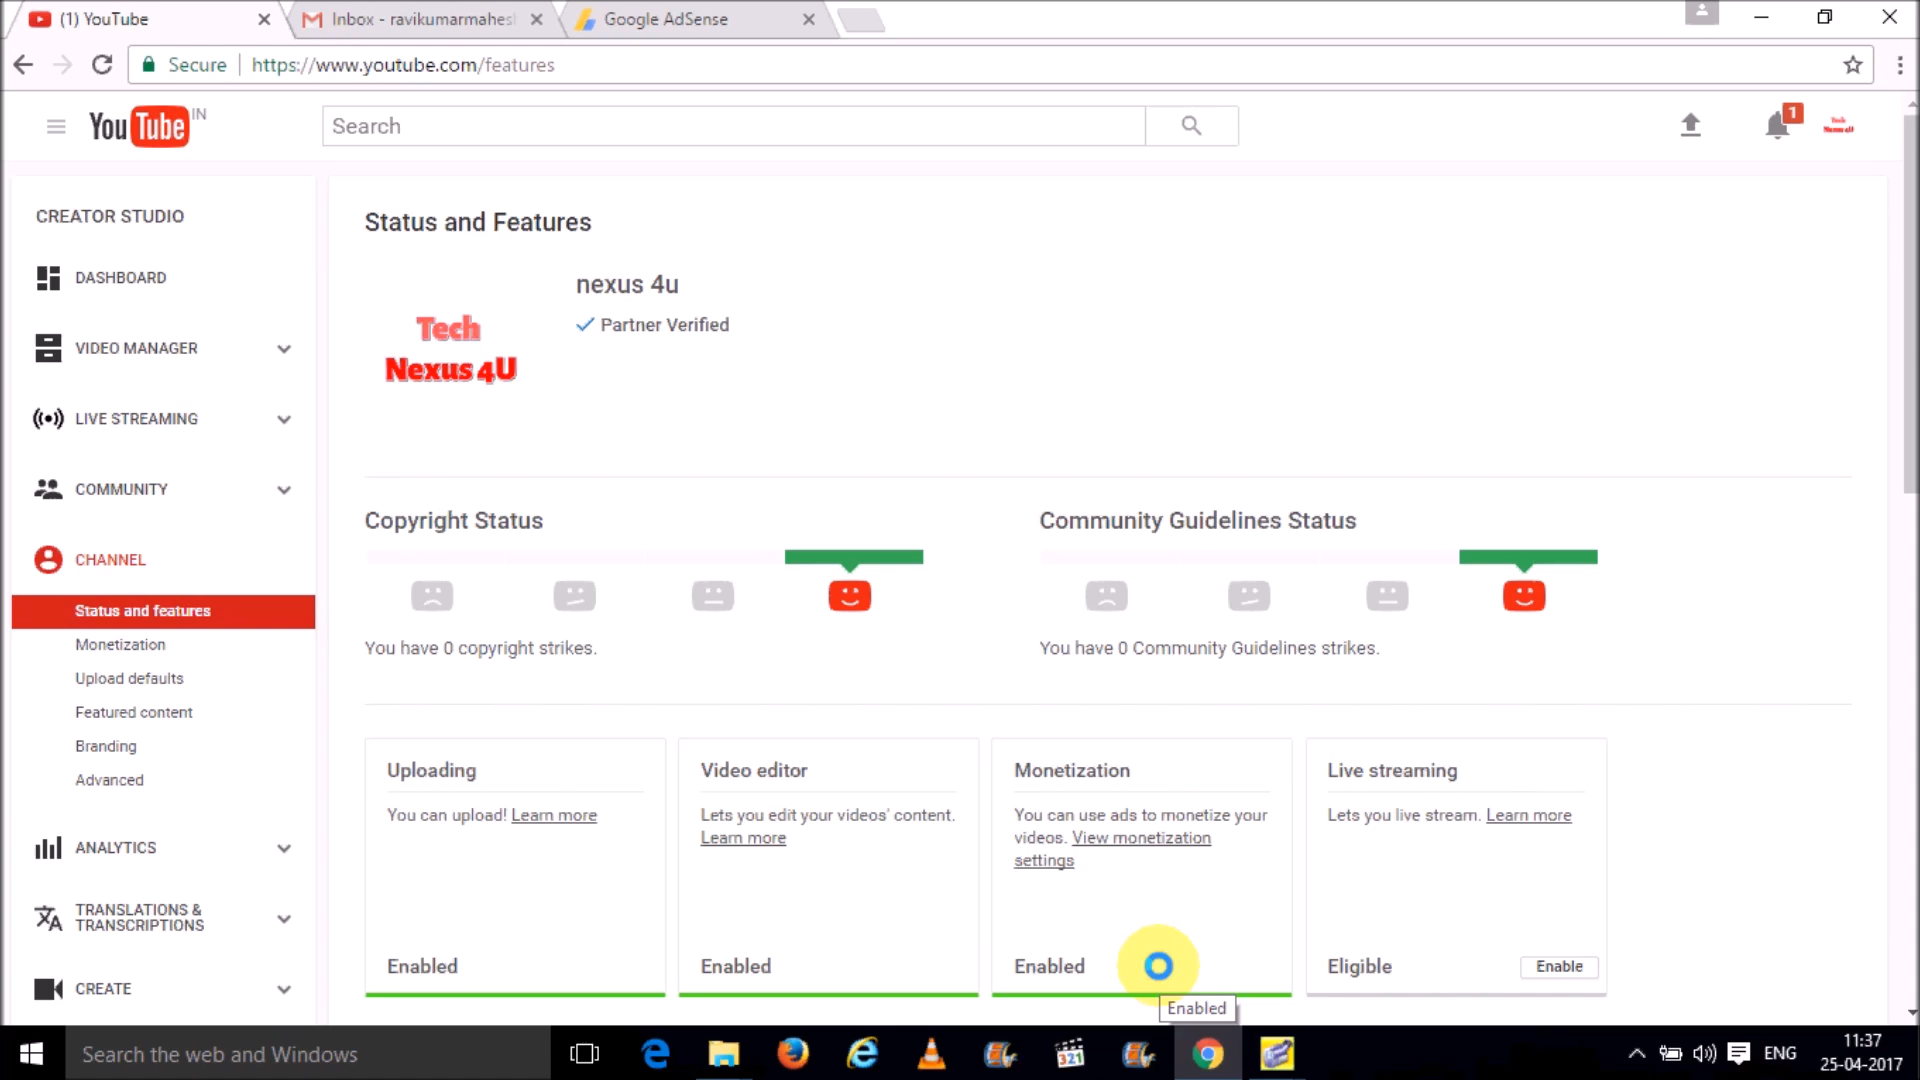 (1) YouTube
Inbox - ravikumarmahes
Google AdSense
Secure
https://www.youtube.com/features
YouTube IN
Search
1
Tech
Nexus 4U
CREATOR STUDIO
DASHBOARD
VIDEO MANAGER
LIVE STREAMING
COMMUNITY
CHANNEL
Status and features
Monetization
Upload defaults
Featured content
Branding
Advanced
ANALYTICS
TRANSLATIONS &
TRANSCRIPTIONS
CREATE
Status and Features
Tech
Nexus 4U
nexus 4u
Partner Verified
Copyright Status
You have 0 copyright strikes.
Community Guidelines Status
You have 0 Community Guidelines strikes.
Uploading
You can upload! Learn more
Enabled
Video editor
Lets you edit your videos' content.
Learn more
Enabled
Monetization
You can use ads to monetize your
videos. View monetization
settings
Enabled
Enabled
Live streaming
Lets you live stream. Learn more
Eligible
Enable
Search the web and Windows
321
ENG
11:37
25-04-2017